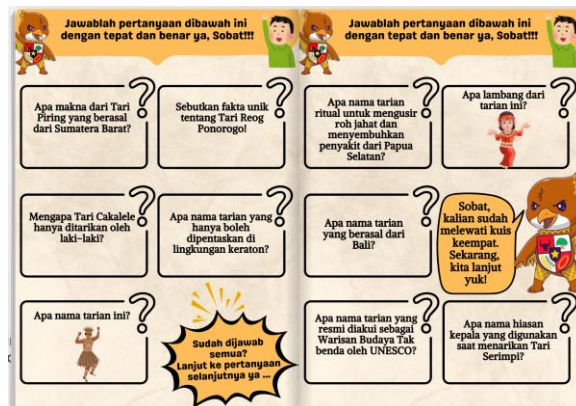 Jawablah pertanyaan dibawah ini
dengan tepat dan benar ya, Sobat!!!
Apa makna dari Tari
Piring yang berasal
dari Sumatera Barat?
?
Sebutkan fakta unik
tentang Tari Reog
Ponorogo!
?
Mengapa Tari Cakalele
hanya ditarikan oleh
laki-laki?
?
Apa nama tarian yang
hanya boleh
dipentaskan di
lingkungan keraton?
?
Apa nama tarian ini?
?
Sudah dijawab
semua?
Lanjut ke pertanyaan
selanjutnya ya ...
Jawablah pertanyaan dibawah ini
dengan tepat dan benar ya, Sobat!!!
Apa nama tarian
ritual untuk mengusir
roh jahat dan
menyembuhkan
penyakit dari Papua
Selatan?
?
Apa lambang dari
tarian ini?
?
Apa nama tarian
yang berasal dari
Bali?
?
Sobat,
kalian sudah
melewati kuis
keempat.
Sekarang,
kita lanjut
yuk!
Apa nama tarian yang
resmi diakui sebagai
Warisan Budaya Tak
benda oleh UNESCO?
?
Apa nama hiasan
kepala yang digunakan
saat menarikan Tari
Serimpi?
?